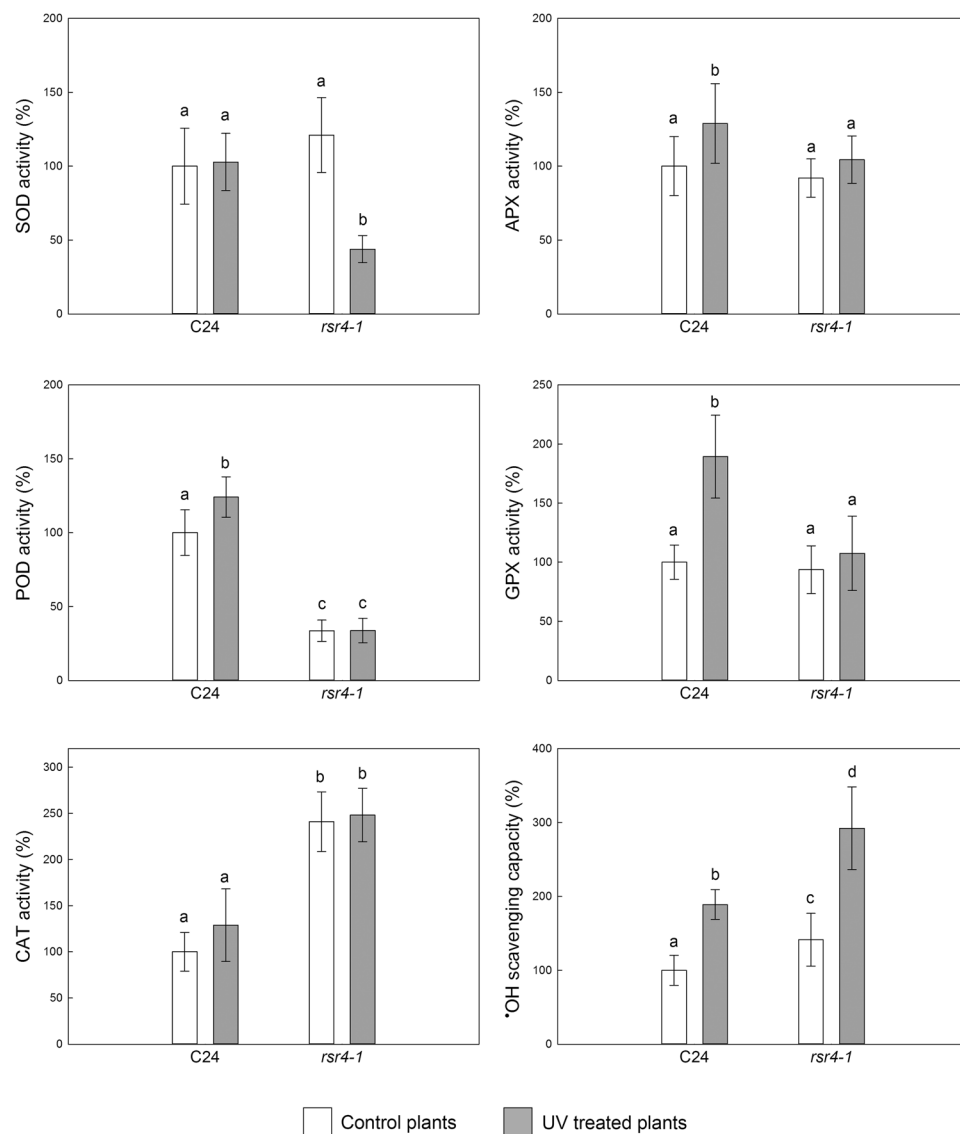 SOD activity (%)
200
150
100
50
0
a
a
a
b
C24
rsr4-1
APX activity (%)
200
150
100
50
0
a
b
a
a
C24
rsr4-1
POD activity (%)
200
150
100
50
0
a
b
c
c
C24
rsr4-1
GPX activity (%)
250
200
150
100
50
0
a
b
a
a
C24
rsr4-1
CAT activity (%)
300
250
200
150
100
50
0
a
a
b
b
C24
rsr4-1
•OH scavenging capacity (%)
400
300
200
100
0
a
b
c
d
C24
rsr4-1
Control plants
UV treated plants